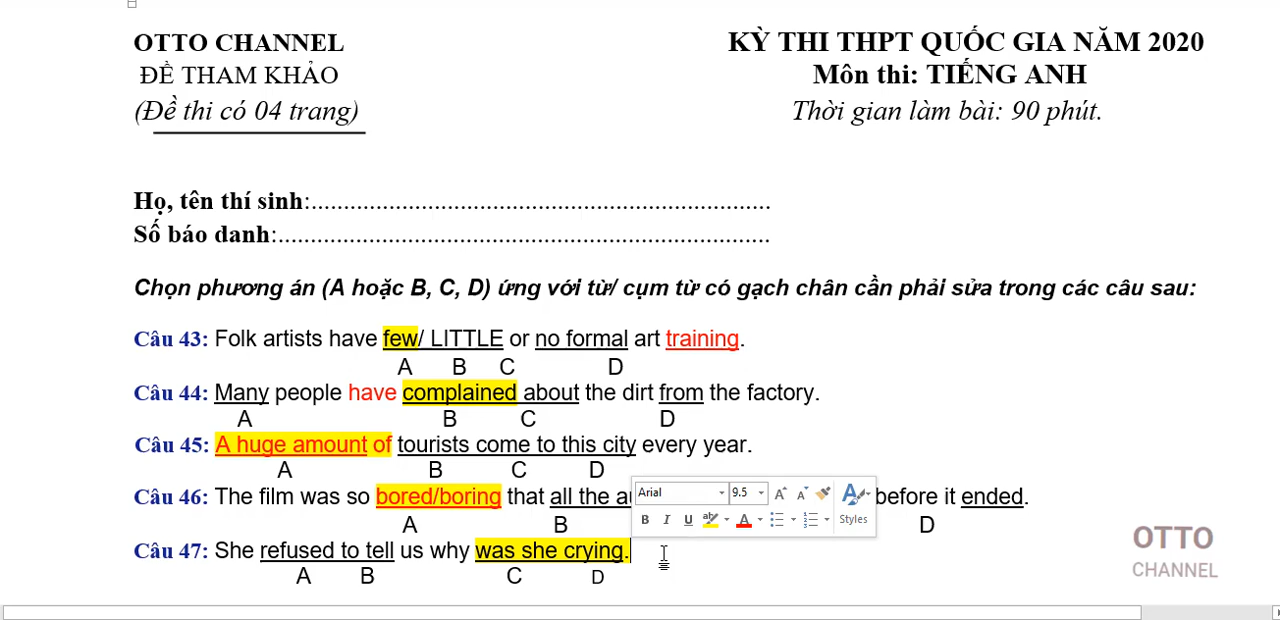 OTTO CHANNEL
ĐỀ THAM KHẢO
(Đề thi có 04 trang)
KỲ THI THPT QUỐC GIA NĂM 2020
Môn thi: TIẾNG ANH
Thời gian làm bài: 90 phút.
Họ, tên thí sinh:.......................................................................
Số báo danh:............................................................................
Chọn phương án (A hoặc B, C, D) ứng với từ/ cụm từ có gạch chân cần phải sửa trong các câu sau:
Câu 43: Folk artists have few/ LITTLE or no formal art training.
A B C D
Câu 44: Many people have complained about the dirt from the factory.
A B C D
Câu 45: A huge amount of tourists come to this city every year.
A B C D
Arial 9.5 A A
Câu 46: The film was so bored/boring that all the before it ended.
B I U ab A Styles
A B D
Câu 47: She refused to tell us why was she crying.
A B C D
OTTO
CHANNEL